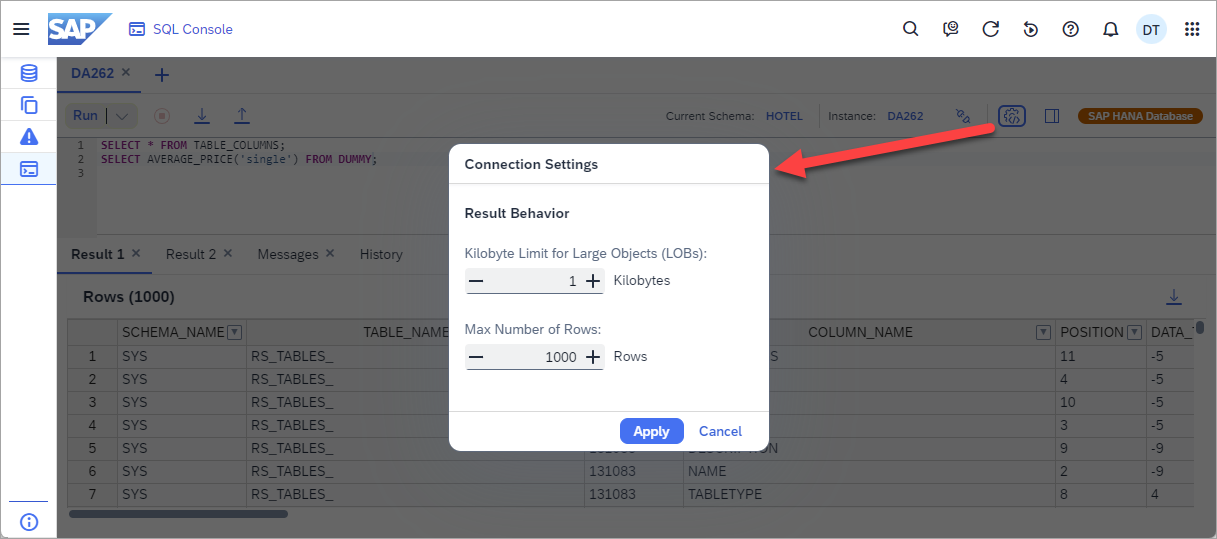 SAP SQL Console DT
DA262
Run Current Schema: HOTEL Instance: DA262 SAP HANA Database
1 SELECT * FROM TABLE_COLUMNS;
2 SELECT AVERAGE_PRICE('single') FROM DUMMY;
3
Connection Settings
Result Behavior
Kilobyte Limit for Large Objects (LOBs):
1 Kilobytes
Max Number of Rows:
1000 Rows
Apply Cancel
Result 1 Result 2 Messages History
Rows (1000)
SCHEMA_NAME TABLE_NAME COLUMN_NAME POSITION DATA_
1 SYS RS_TABLES_ S 11 -5
2 SYS RS_TABLES_ 4 -5
3 SYS RS_TABLES_ 10 -5
4 SYS RS_TABLES_ 3 -5
5 SYS RS_TABLES_ 9 -9
6 SYS RS_TABLES_ 131083 NAME 2 -9
7 SYS RS_TABLES_ 131083 TABLETYPE 8 4